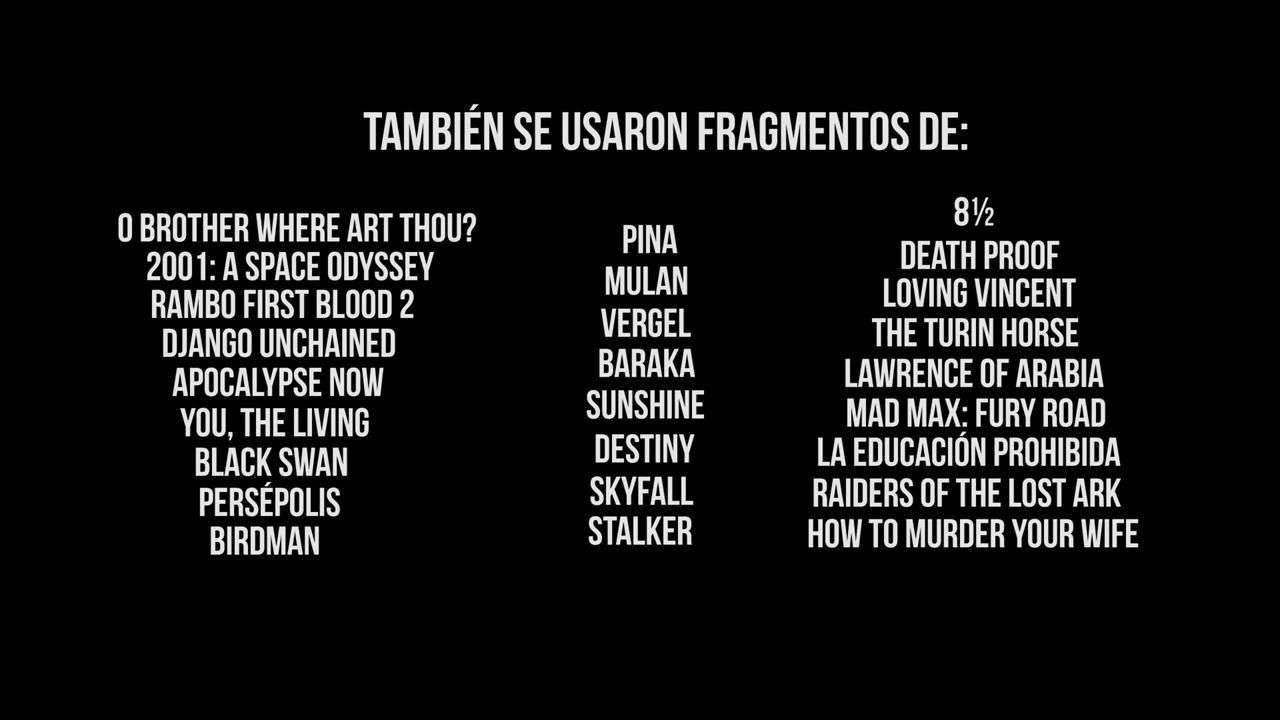 TAMBIÉN SE USARON FRAGMENTOS DE:
O BROTHER WHERE ART THOU?
2001: A SPACE ODYSSEY
RAMBO FIRST BLOOD 2
DJANGO UNCHAINED
APOCALYPSE NOW
YOU, THE LIVING
BLACK SWAN
PERSÉPOLIS
BIRDMAN
PINA
MULAN
VERGEL
BARAKA
SUNSHINE
DESTINY
SKYFALL
STALKER
8½
DEATH PROOF
LOVING VINCENT
THE TURIN HORSE
LAWRENCE OF ARABIA
MAD MAX: FURY ROAD
LA EDUCACIÓN PROHIBIDA
RAIDERS OF THE LOST ARK
HOW TO MURDER YOUR WIFE